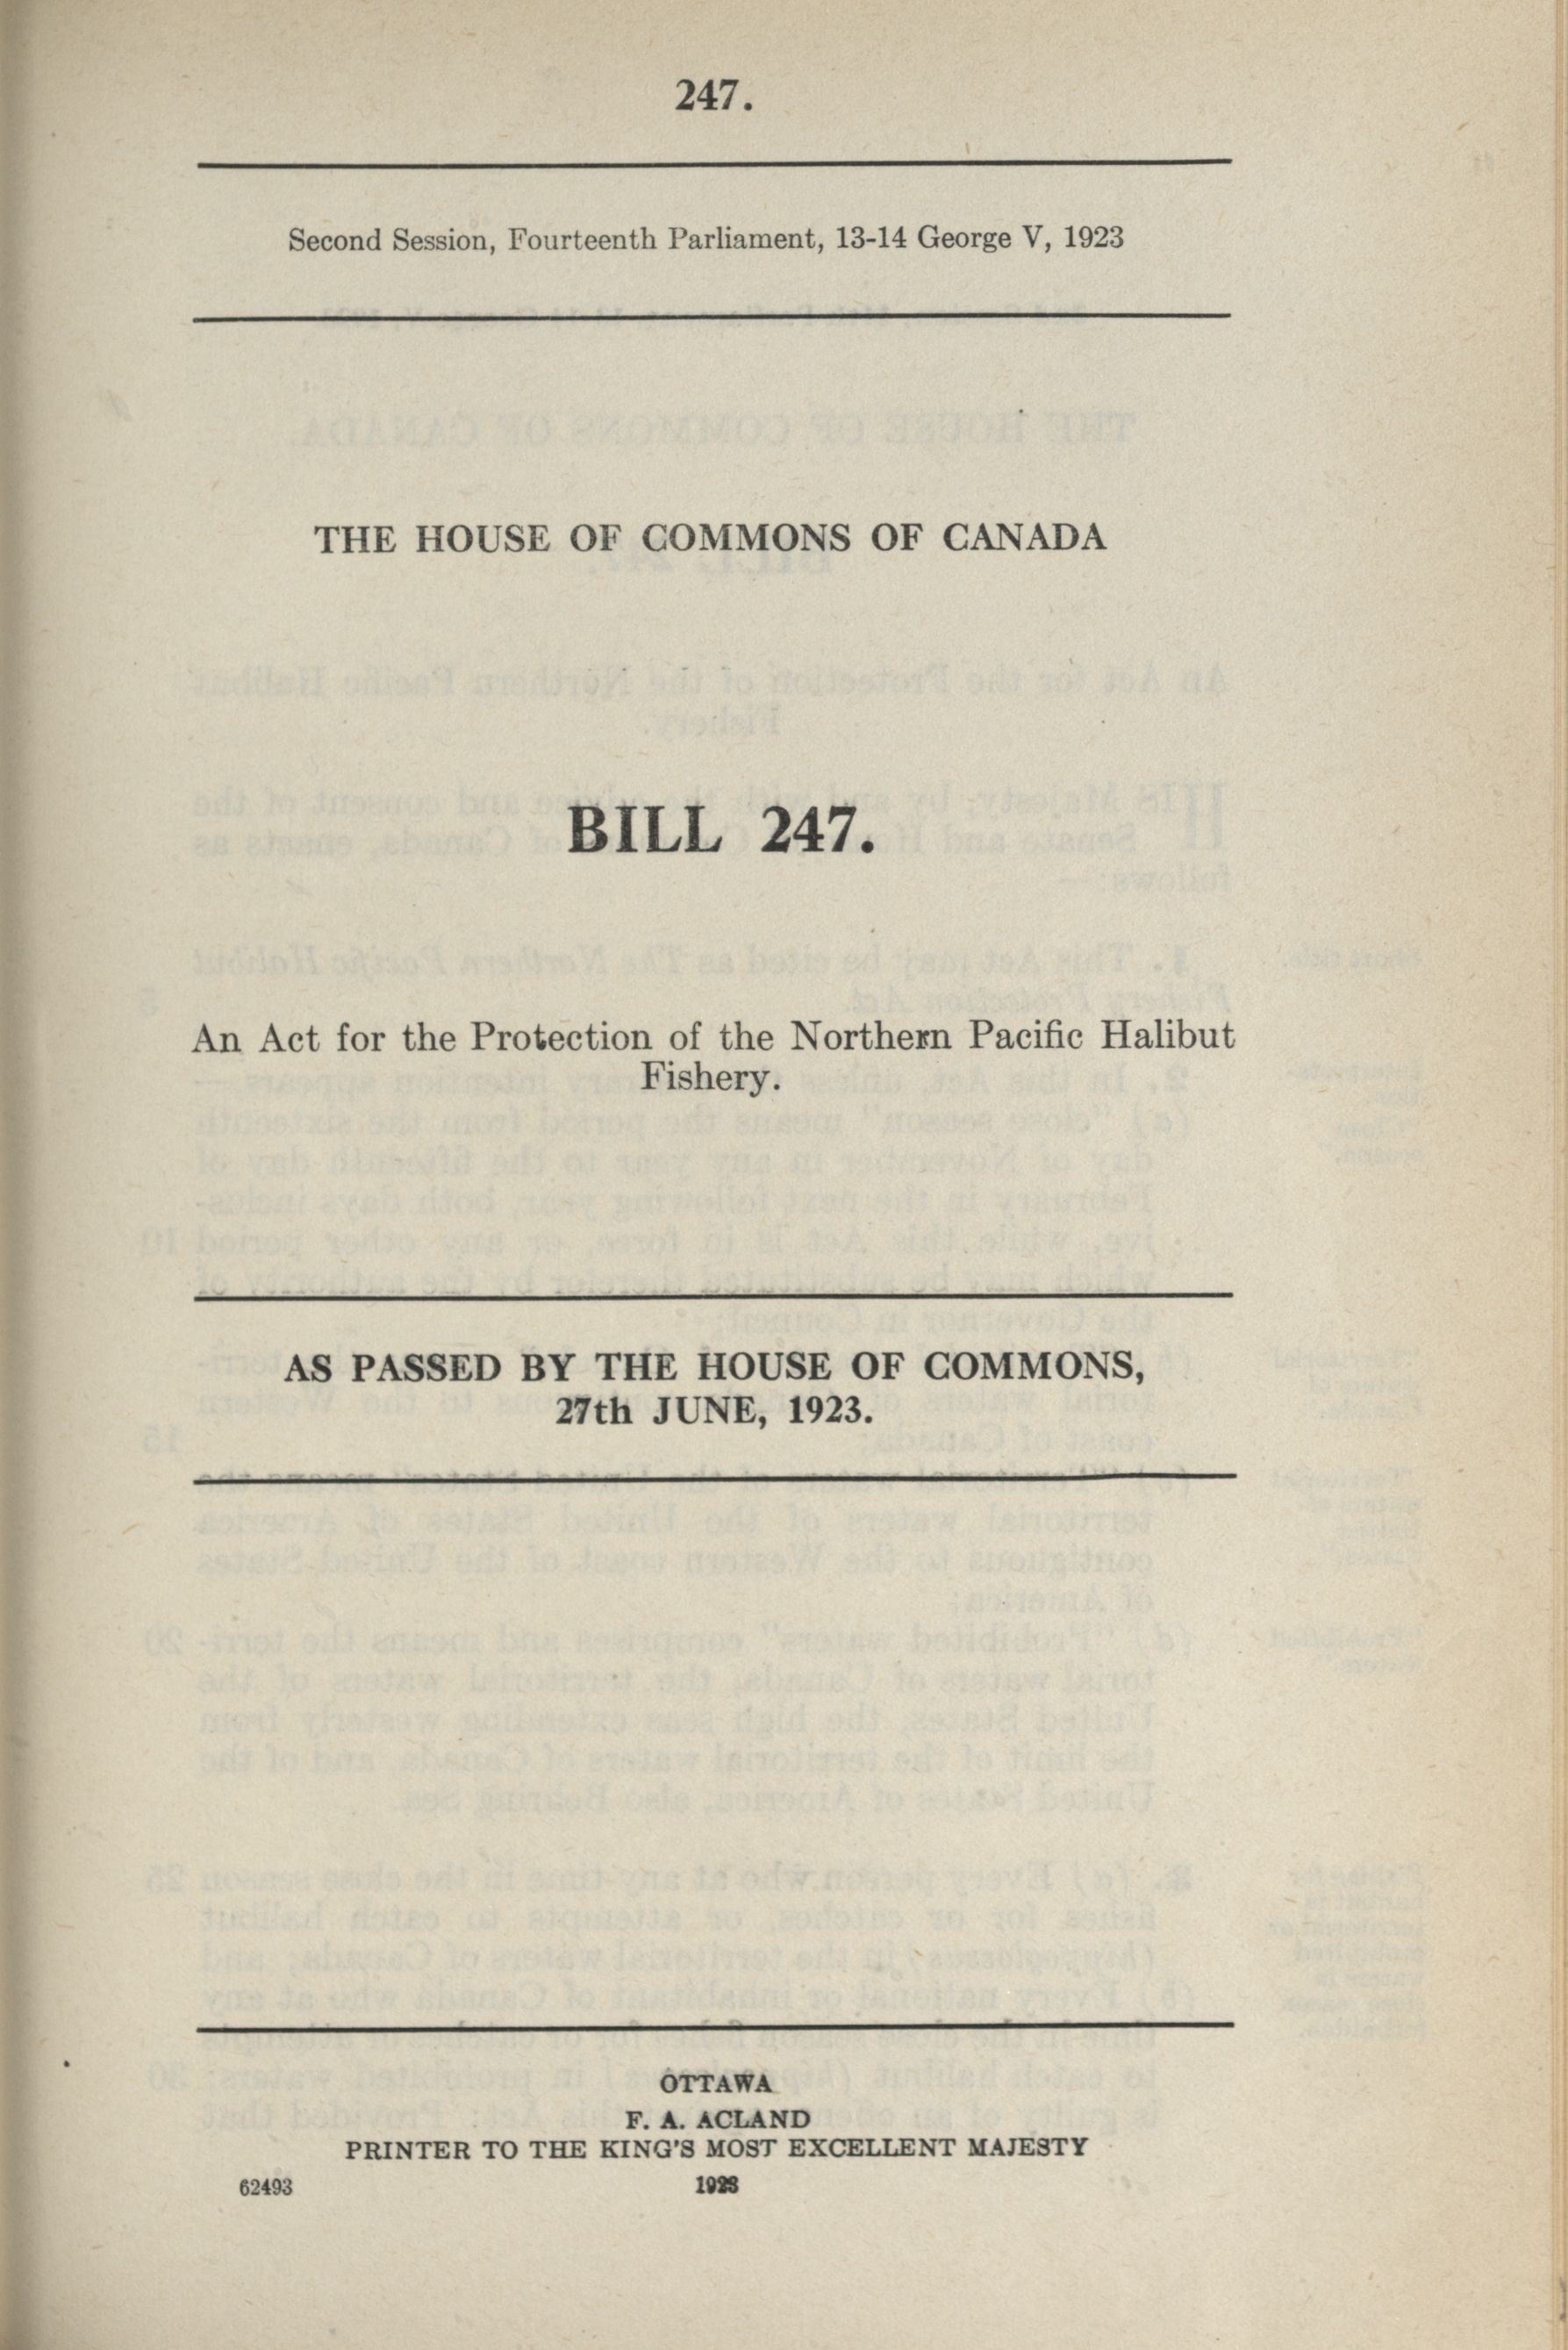 247.
Second Session, Fourteenth Parliament, 13-14 George V, 1923
THE HOUSE OF COMMONS OF CANADA
BILL 247.
An Act for the Protection of the Northern Pacific Halibut
Fishery.
AS PASSED BY THE HOUSE OF COMMONS,
27th JUNE, 1923.
OTTAWA
F. A. ACLAND
PRINTER TO THE KING'S MOST EXCELLENT MAJESTY
62493 1923